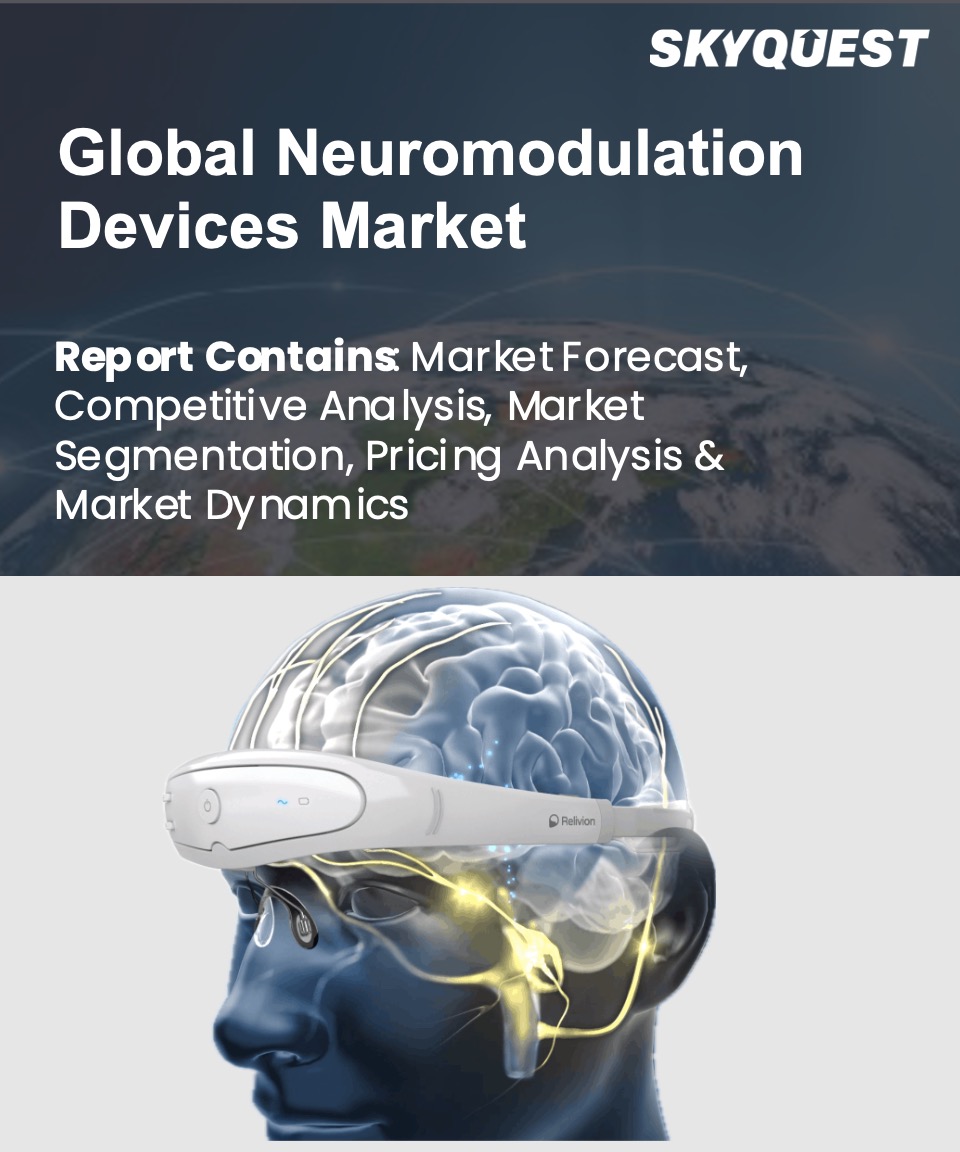 SKYQUEST
Global Neuromodulation
Devices Market
Report Contains: Market Forecast,
Competitive Analysis, Market
Segmentation, Pricing Analysis &
Market Dynamics
Relivion